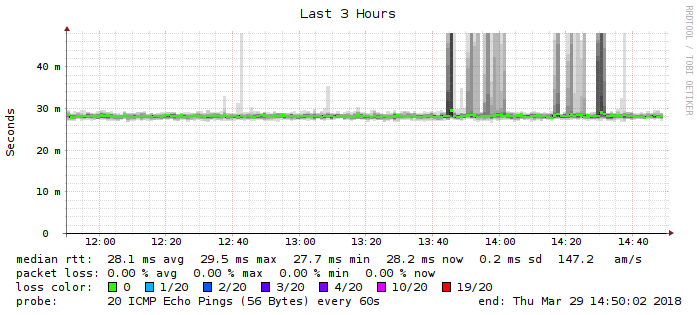 Last 3 Hours
RRDTOOL / TOBI OETIKER
Seconds
40 m
30 m
20 m
10 m
0
12:00 12:20 12:40 13:00 13:20 13:40 14:00 14:20 14:40
median rtt: 28.1 ms avg 29.5 ms max 27.7 ms min 28.2 ms now 0.2 ms sd 147.2 am/s
packet loss: 0.00 % avg 0.00 % max 0.00 % min 0.00 % now
loss color: 0 1/20 2/20 3/20 4/20 10/20 19/20
probe: 20 ICMP Echo Pings (56 Bytes) every 60s end: Thu Mar 29 14:50:02 2018